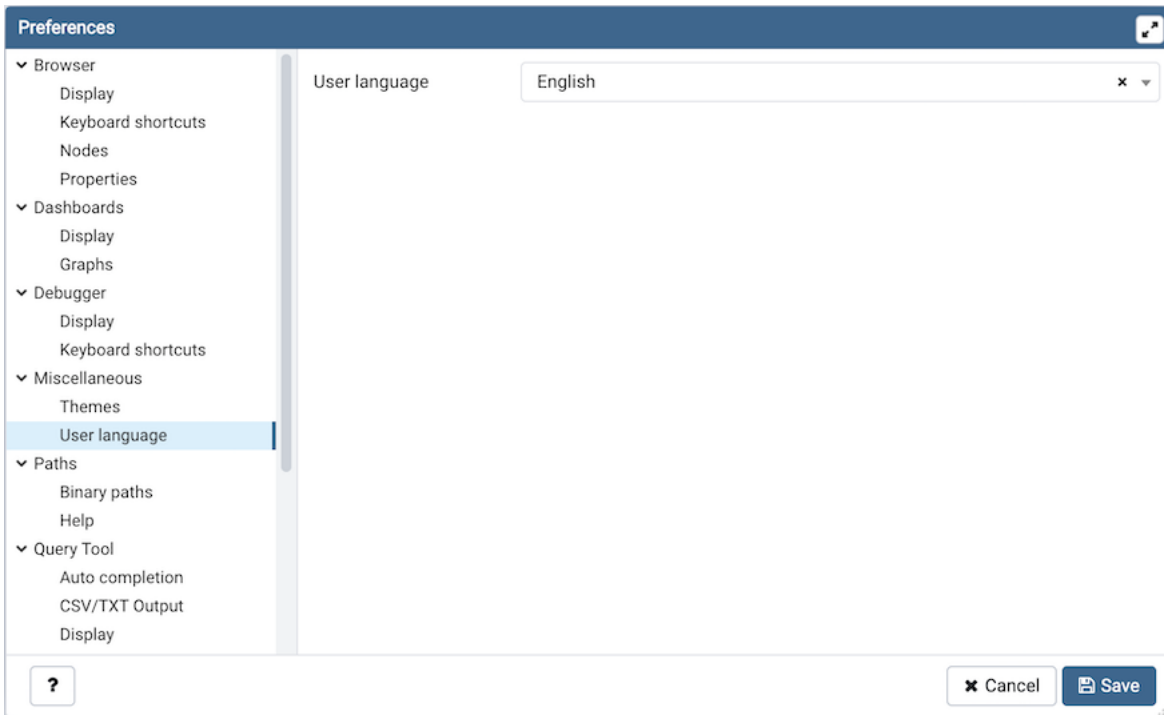 Preferences
Browser
Display
Keyboard shortcuts
Nodes
Properties
Dashboards
Display
Graphs
Debugger
Display
Keyboard shortcuts
Miscellaneous
Themes
User language
Paths
Binary paths
Help
Query Tool
Auto completion
CSV/TXT Output
Display
User language English
?
Cancel
Save